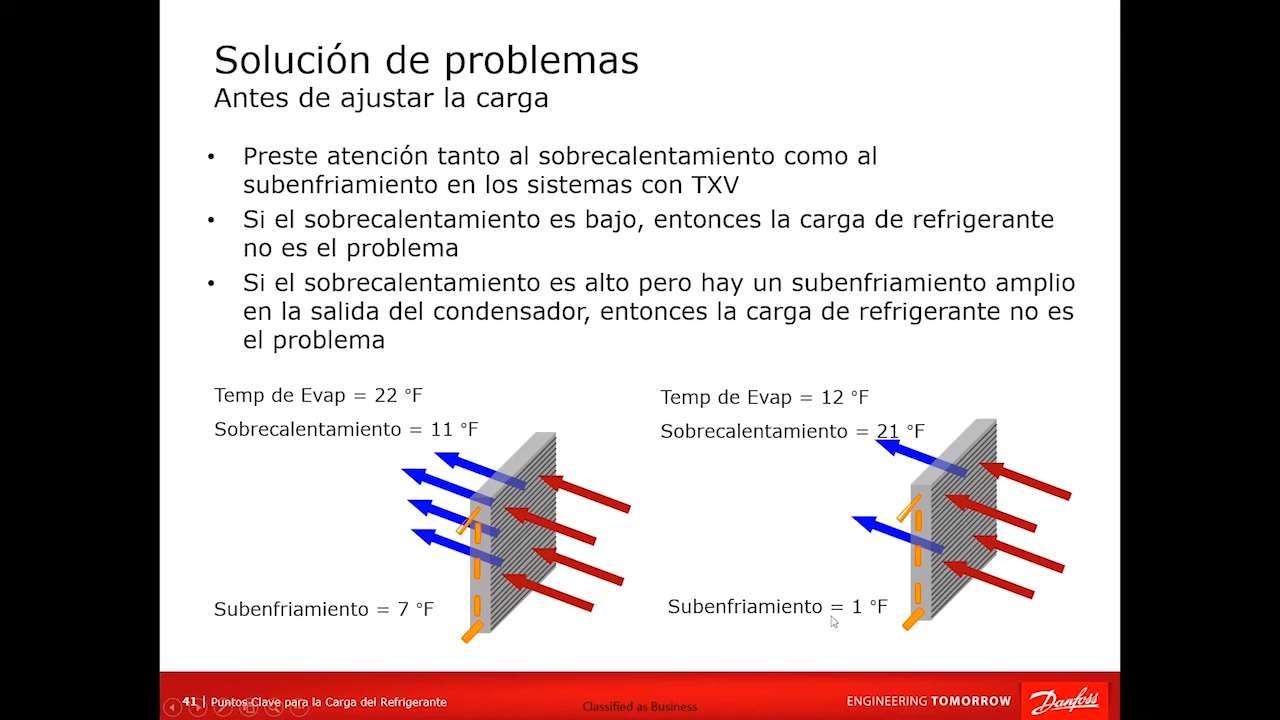 Solución de problemas
Antes de ajustar la carga
• Preste atención tanto al sobrecalentamiento como al
subenfriamiento en los sistemas con TXV
• Si el sobrecalentamiento es bajo, entonces la carga de refrigerante
no es el problema
• Si el sobrecalentamiento es alto pero hay un subenfriamiento amplio
en la salida del condensador, entonces la carga de refrigerante no es
el problema
Temp de Evap = 22 °F
Sobrecalentamiento = 11 °F
Subenfriamiento = 7 °F
Temp de Evap = 12 °F
Sobrecalentamiento = 21 °F
Subenfriamiento = 1 °F
41 | Puntos Clave para la Carga del Refrigerante
Classified as Business
ENGINEERING TOMORROW
Danfoss